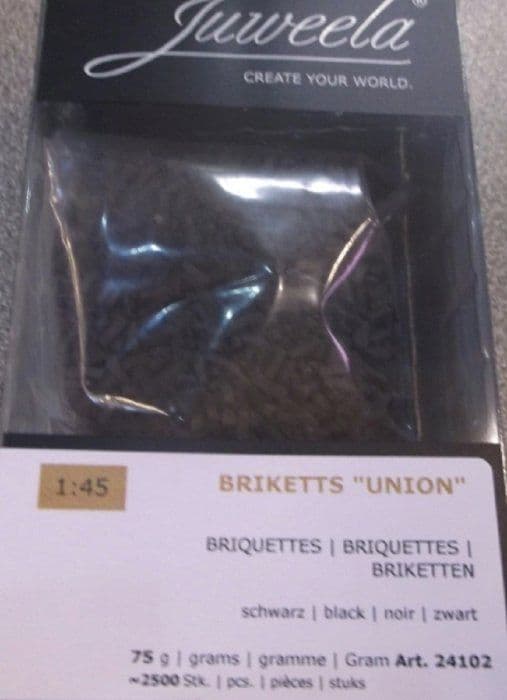 Juweela®
CREATE YOUR WORLD.
1:45
BRIKETTS "UNION"
BRIQUETTES | BRIQUETTES |
BRIKETTEN
schwarz | black | noir | zwart
75 g | grams | gramme | Gram Art. 24102
~2500 Stk. | pcs. | pièces | stuks